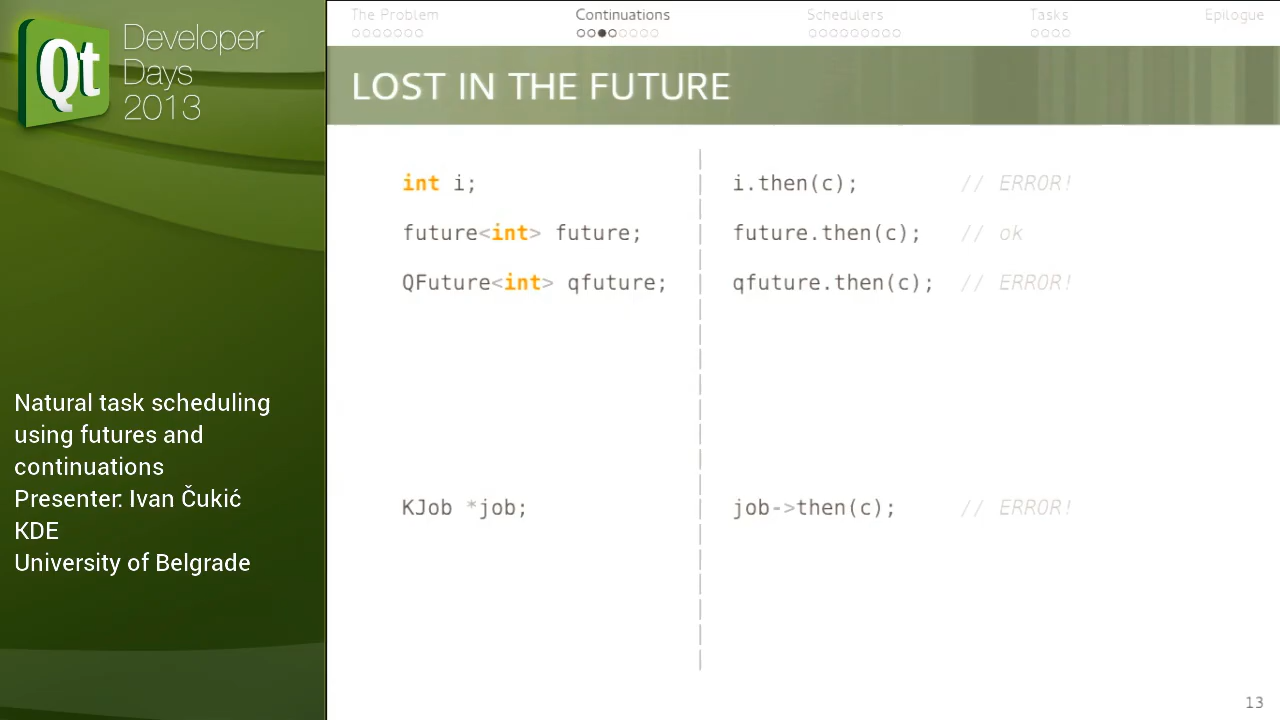 Qt
Developer
Days
2013
Natural task scheduling
using futures and
continuations
Presenter: Ivan Čukić
KDE
University of Belgrade
The Problem Continuations Schedulers Tasks Epilogue
LOST IN THE FUTURE
int i; | i.then(c); // ERROR!
future<int> future; | future.then(c); // ok
QFuture<int> qfuture; | qfuture.then(c); // ERROR!
KJob *job; | job->then(c); // ERROR!
13